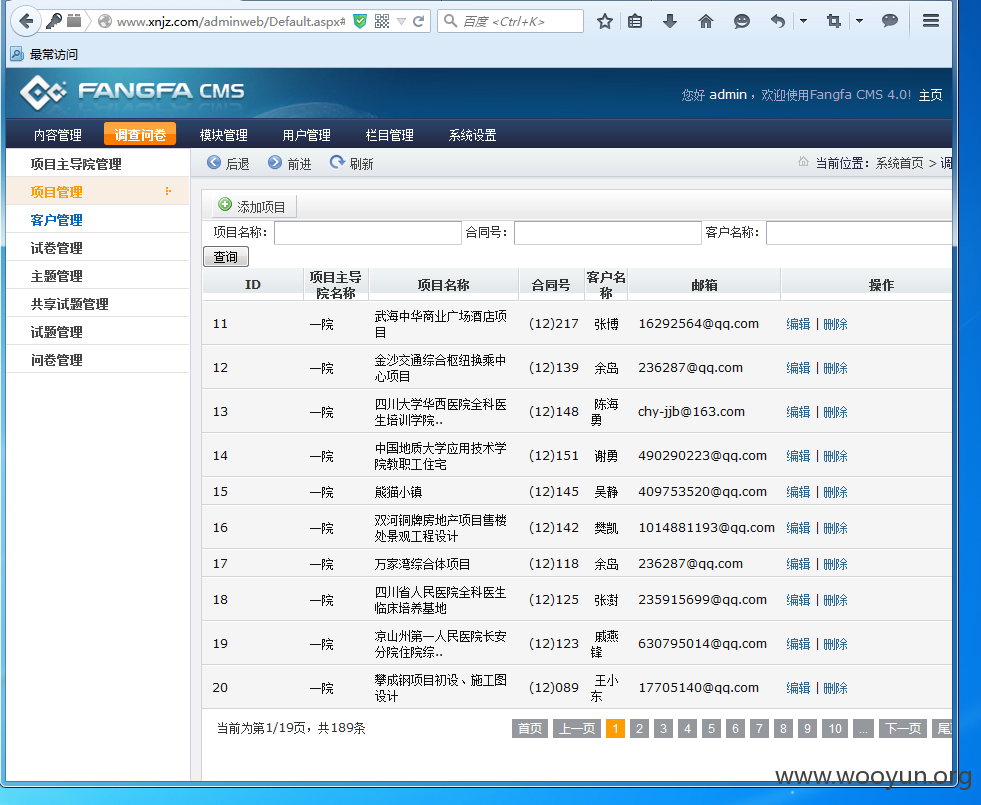 www.xnjz.com/adminweb/Default.aspx#
百度 <Ctrl+K>
最常访问
FANGFA CMS
您好 admin ，欢迎使用Fangfa CMS 4.0! 主页
内容管理 调查问卷 模块管理 用户管理 栏目管理 系统设置
项目主导院管理
项目管理
客户管理
试卷管理
主题管理
共享试题管理
试题管理
问卷管理
后退 前进 刷新 当前位置：系统首页 > 调
添加项目
项目名称： 合同号： 客户名称：
查询
ID 项目主导院名称 项目名称 合同号 客户名称 邮箱 操作
11 一院 武海中华商业广场酒店项目 (12)217 张博 16292564@qq.com 编辑 | 删除
12 一院 金沙交通综合枢纽换乘中心项目 (12)139 余岛 236287@qq.com 编辑 | 删除
13 一院 四川大学华西医院全科医生培训学院.. (12)148 陈海勇 chy-jjb@163.com 编辑 | 删除
14 一院 中国地质大学应用技术学院教职工住宅 (12)151 谢勇 490290223@qq.com 编辑 | 删除
15 一院 熊猫小镇 (12)145 吴静 409753520@qq.com 编辑 | 删除
16 一院 双河铜牌房地产项目售楼处景观工程设计 (12)142 樊凯 1014881193@qq.com 编辑 | 删除
17 一院 万家湾综合体项目 (12)118 余岛 236287@qq.com 编辑 | 删除
18 一院 四川省人民医院全科医生临床培养基地 (12)125 张澍 235915699@qq.com 编辑 | 删除
19 一院 凉山州第一人民医院长安分院住院综.. (12)123 戚燕锋 630795014@qq.com 编辑 | 删除
20 一院 攀成钢项目初设、施工图设计 (12)089 王小东 17705140@qq.com 编辑 | 删除
当前为第1/19页，共189条 首页 上一页 1 2 3 4 5 6 7 8 9 10 ... 下一页 尾
www.wooyun.org